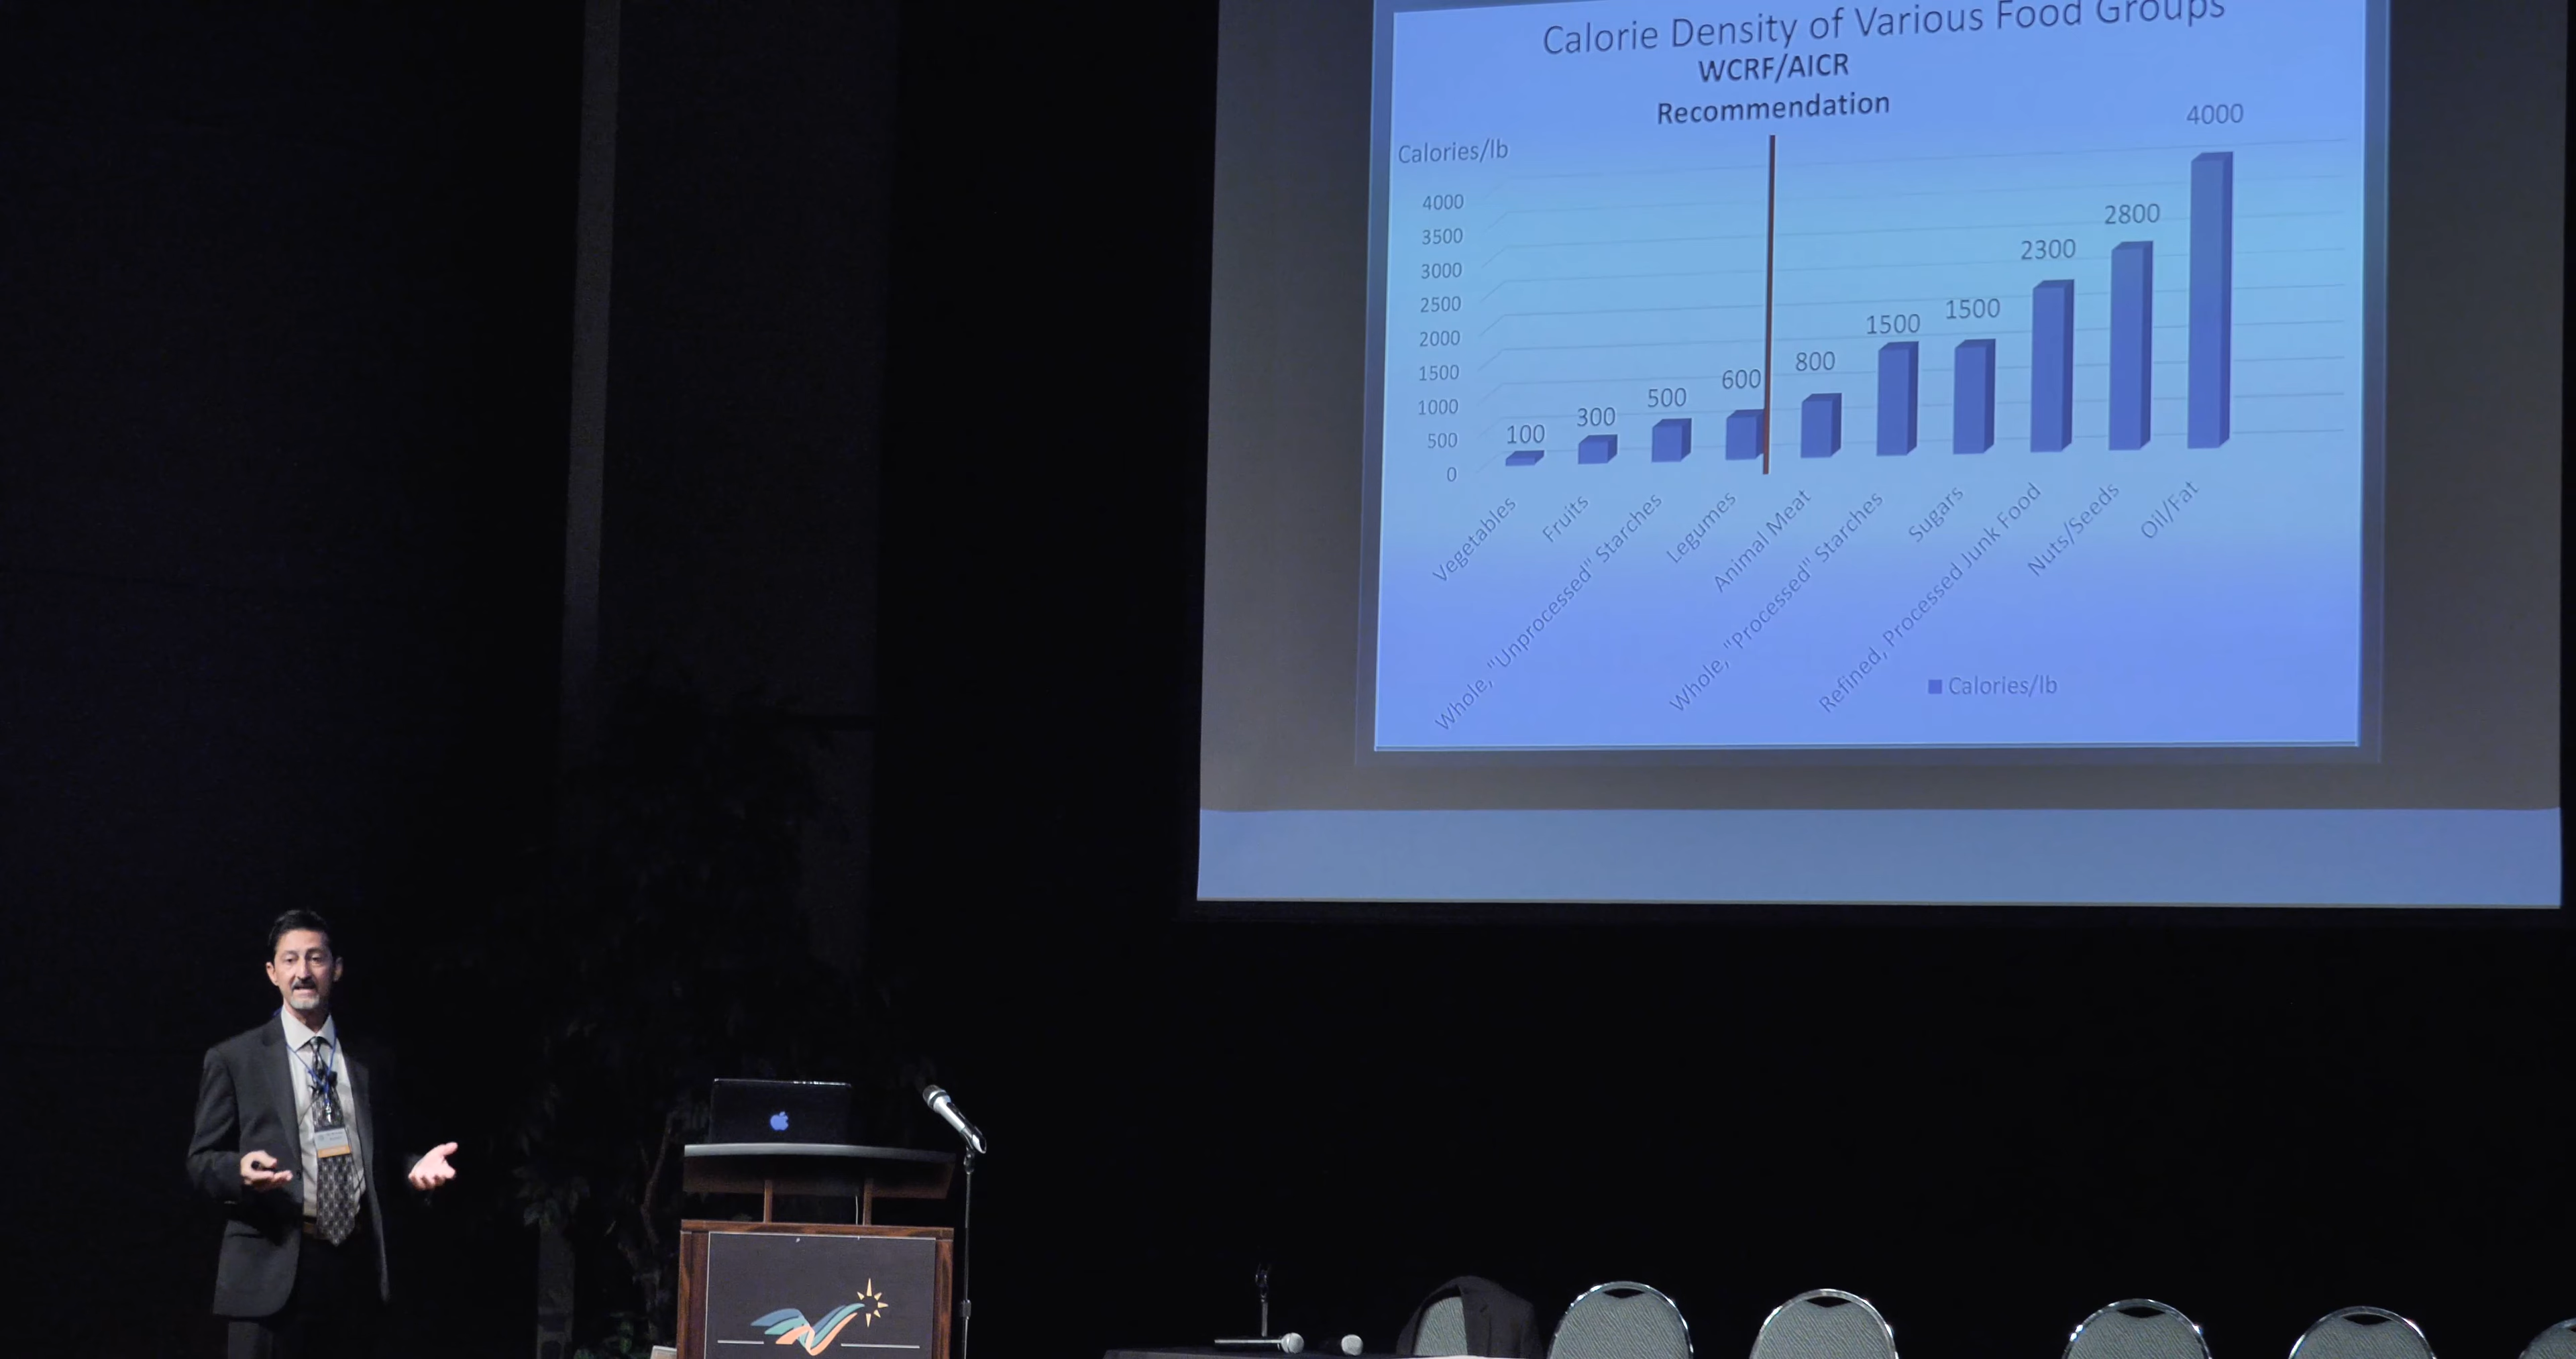 Calorie Density of Various Food Groups
WCRF/AICR
Recommendation
Calories/lb
4000
3500
3000
2500
2000
1500
1000
500
0
100
300
500
600
800
1500
1500
2300
2800
4000
Vegetables
Fruits
Whole, "Unprocessed" Starches
Legumes
Animal Meat
Whole, "Processed" Starches
Sugars
Refined, Processed Junk Food
Nuts/Seeds
Oil/Fat
Calories/lb